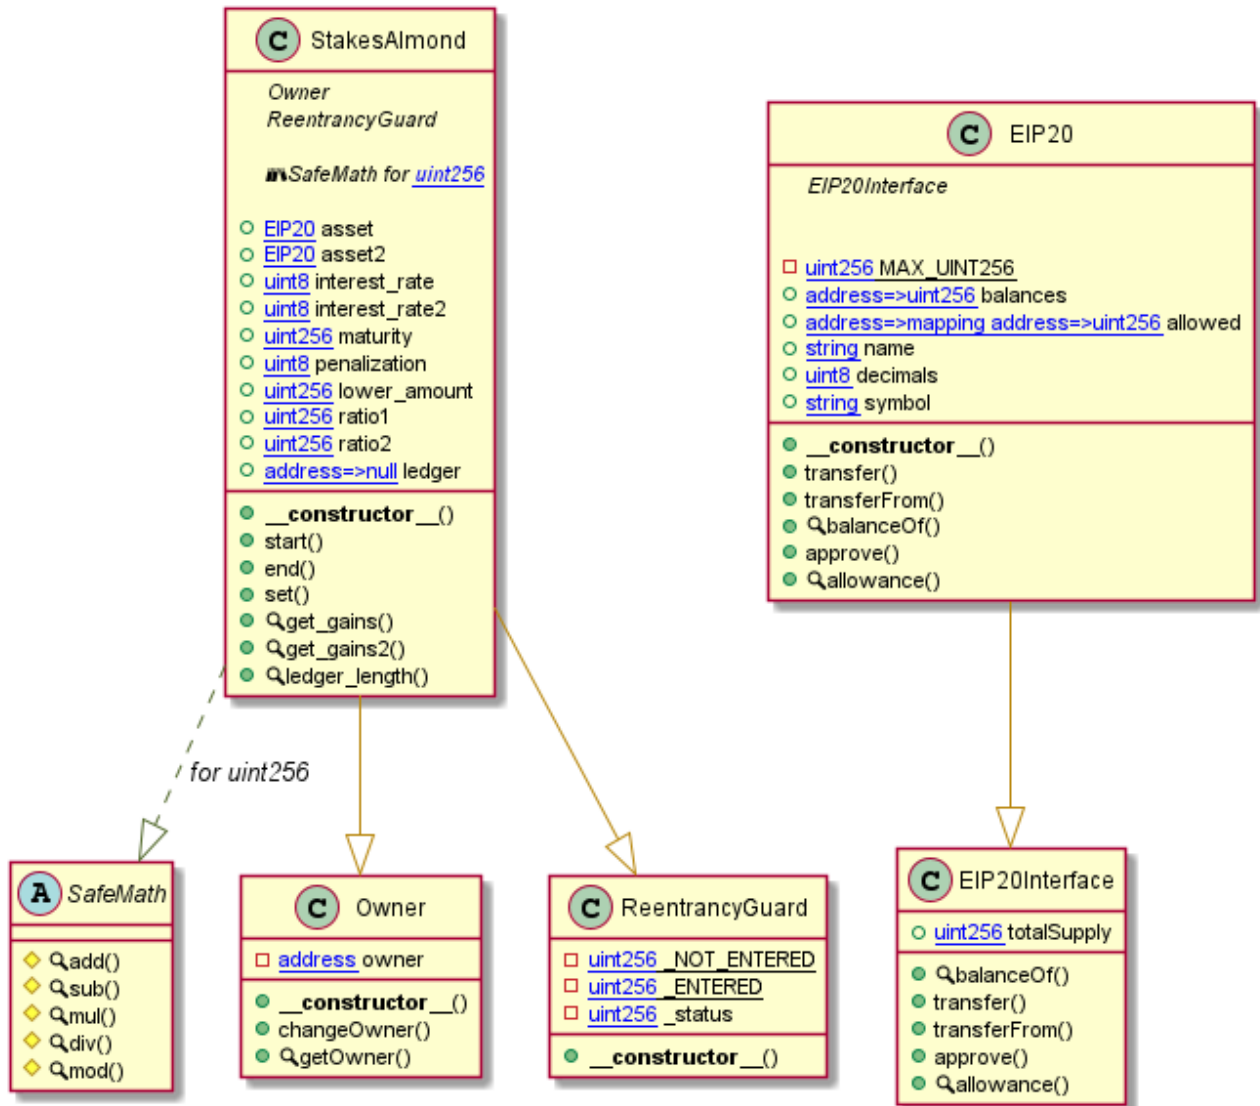 C StakesAlmond
Owner
ReentrancyGuard
SafeMath for uint256
EIP20 asset
EIP20 asset2
uint8 interest_rate
uint8 interest_rate2
uint256 maturity
uint8 penalization
uint256 lower_amount
uint256 ratio1
uint256 ratio2
address=>null ledger
__constructor__()
start()
end()
set()
get_gains()
get_gains2()
ledger_length()
C EIP20
EIP20Interface
uint256 MAX_UINT256
address=>uint256 balances
address=>mapping address=>uint256 allowed
string name
uint8 decimals
string symbol
__constructor__()
transfer()
transferFrom()
balanceOf()
approve()
allowance()
for uint256
A SafeMath
add()
sub()
mul()
div()
mod()
C Owner
address owner
__constructor__()
changeOwner()
getOwner()
C ReentrancyGuard
uint256 _NOT_ENTERED
uint256 _ENTERED
uint256 _status
__constructor__()
C EIP20Interface
uint256 totalSupply
balanceOf()
transfer()
transferFrom()
approve()
allowance()